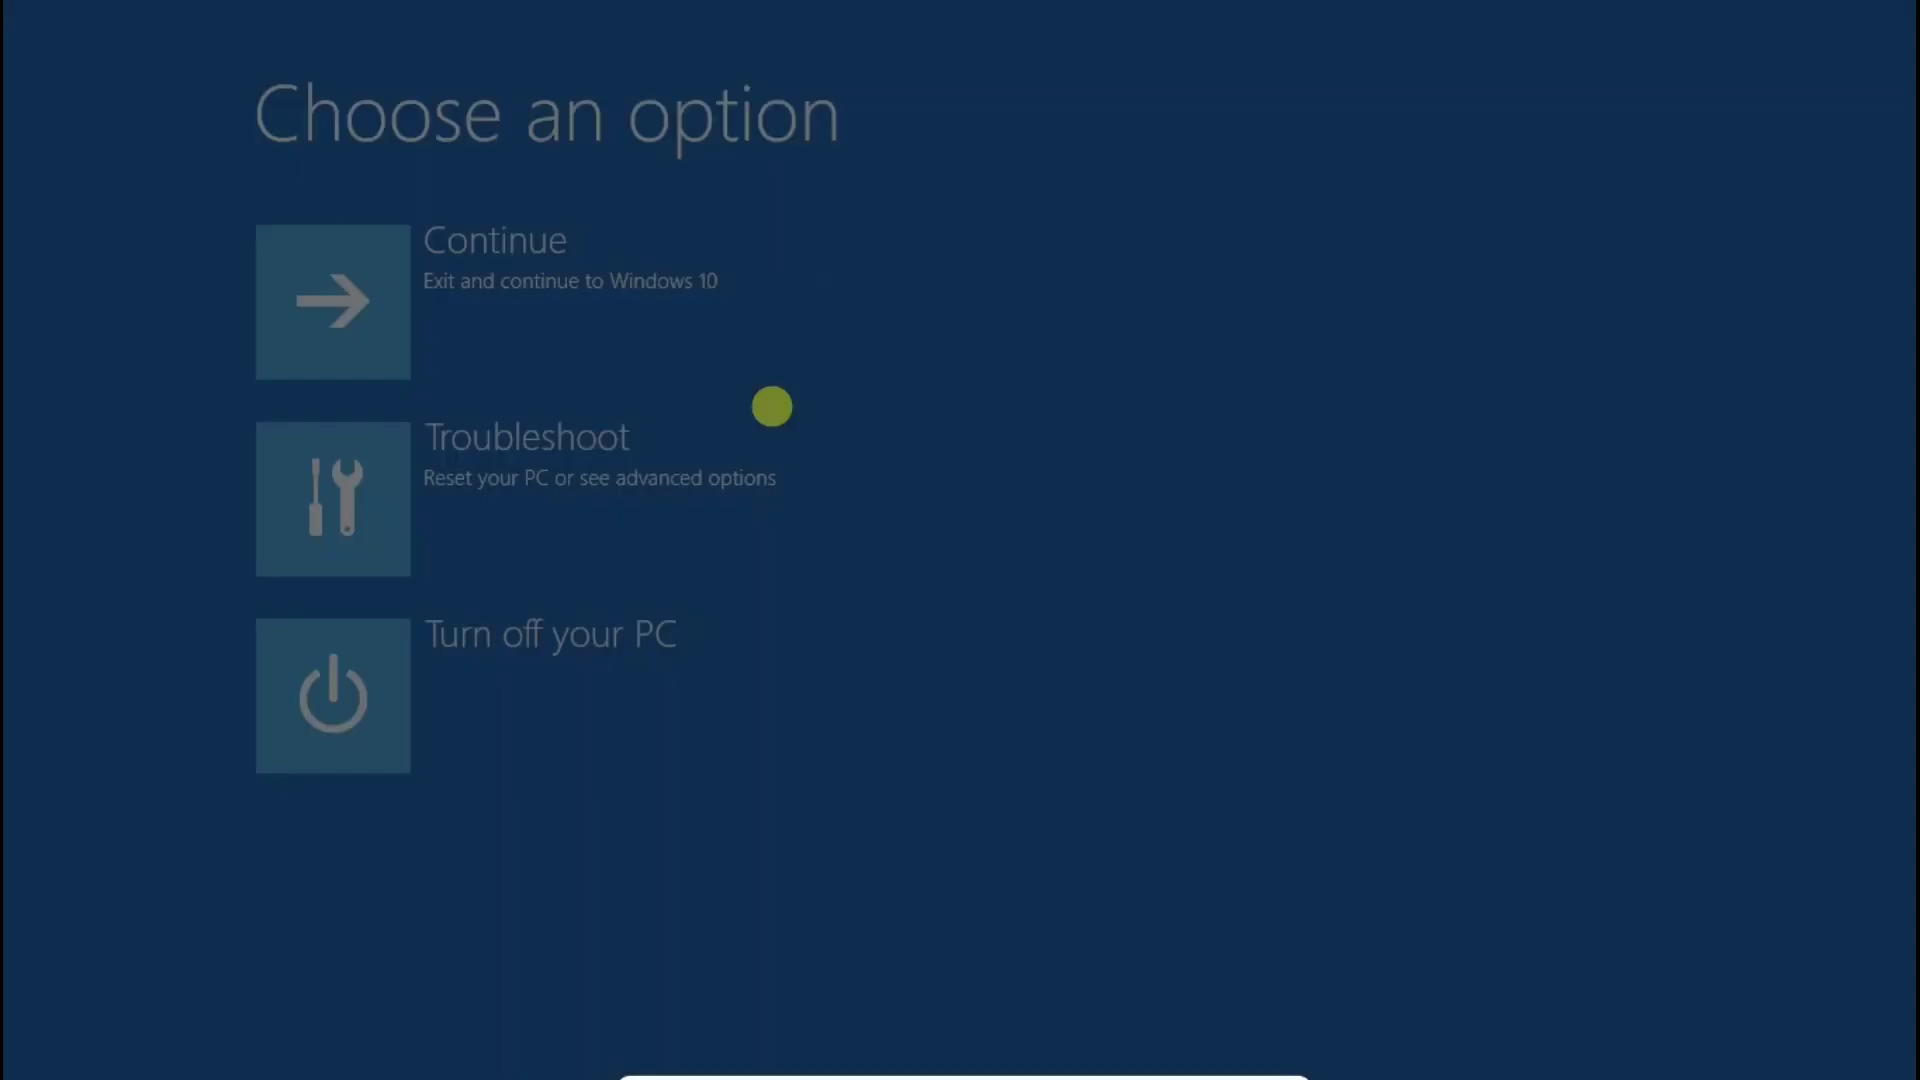 Choose an option
Continue
Exit and continue to Windows 10
Troubleshoot
Reset your PC or see advanced options
Turn off your PC